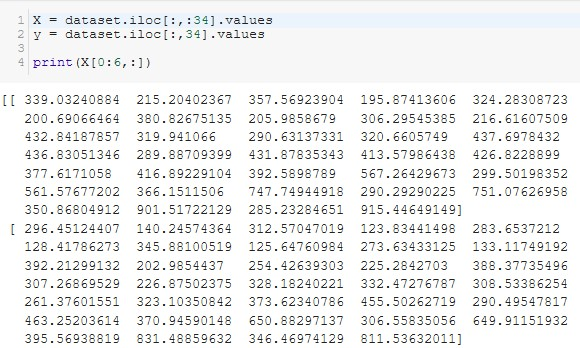 1 X = dataset.iloc[:,:34].values
2 y = dataset.iloc[:,34].values
3
4 print(X[0:6,:])
[[ 339.03240884 215.20402367 357.56923904 195.87413606 324.28308723
200.69066464 380.82675135 205.9858679 306.29545385 216.61607509
432.84187857 319.941066 290.63137331 320.6605749 437.6978432
436.83051346 289.88709399 431.87835343 413.57986438 426.8228899
377.6171058 416.89229104 392.5898789 567.26429673 299.50198352
561.57677202 366.1511506 747.74944918 290.29290225 751.07626958
350.86804912 901.51722129 285.23284651 915.44649149]
[ 296.45124407 140.24574364 312.57047019 123.83441498 283.6537212
128.41786273 345.88100519 125.64760984 273.63433125 133.11749192
392.21299132 202.9854437 254.42639303 225.2842703 388.37735496
307.26869529 226.87502375 328.18240221 332.47276787 308.53386254
261.37601551 323.10350842 373.62340786 455.50262719 290.49547817
463.25203614 370.94590148 650.88297137 306.55835056 649.91151932
395.56938819 831.48859632 346.46974129 811.53632011]